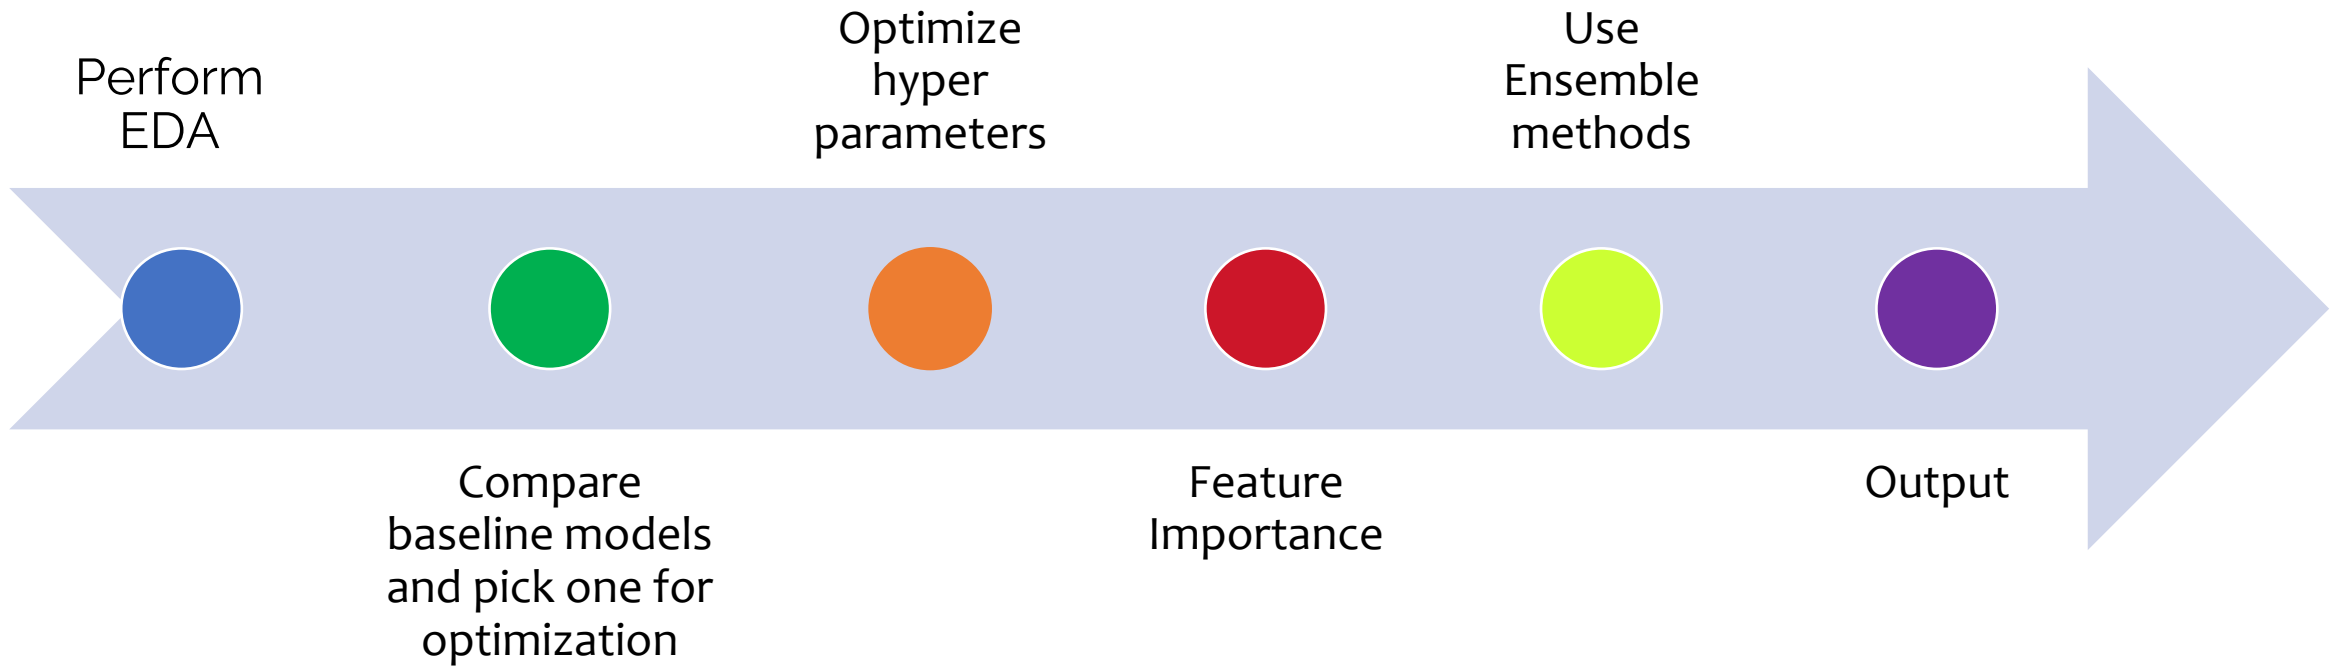 Perform
EDA
Compare
baseline models
and pick one for
optimization
Optimize
hyper
parameters
Feature
Importance
Use
Ensemble
methods
Output